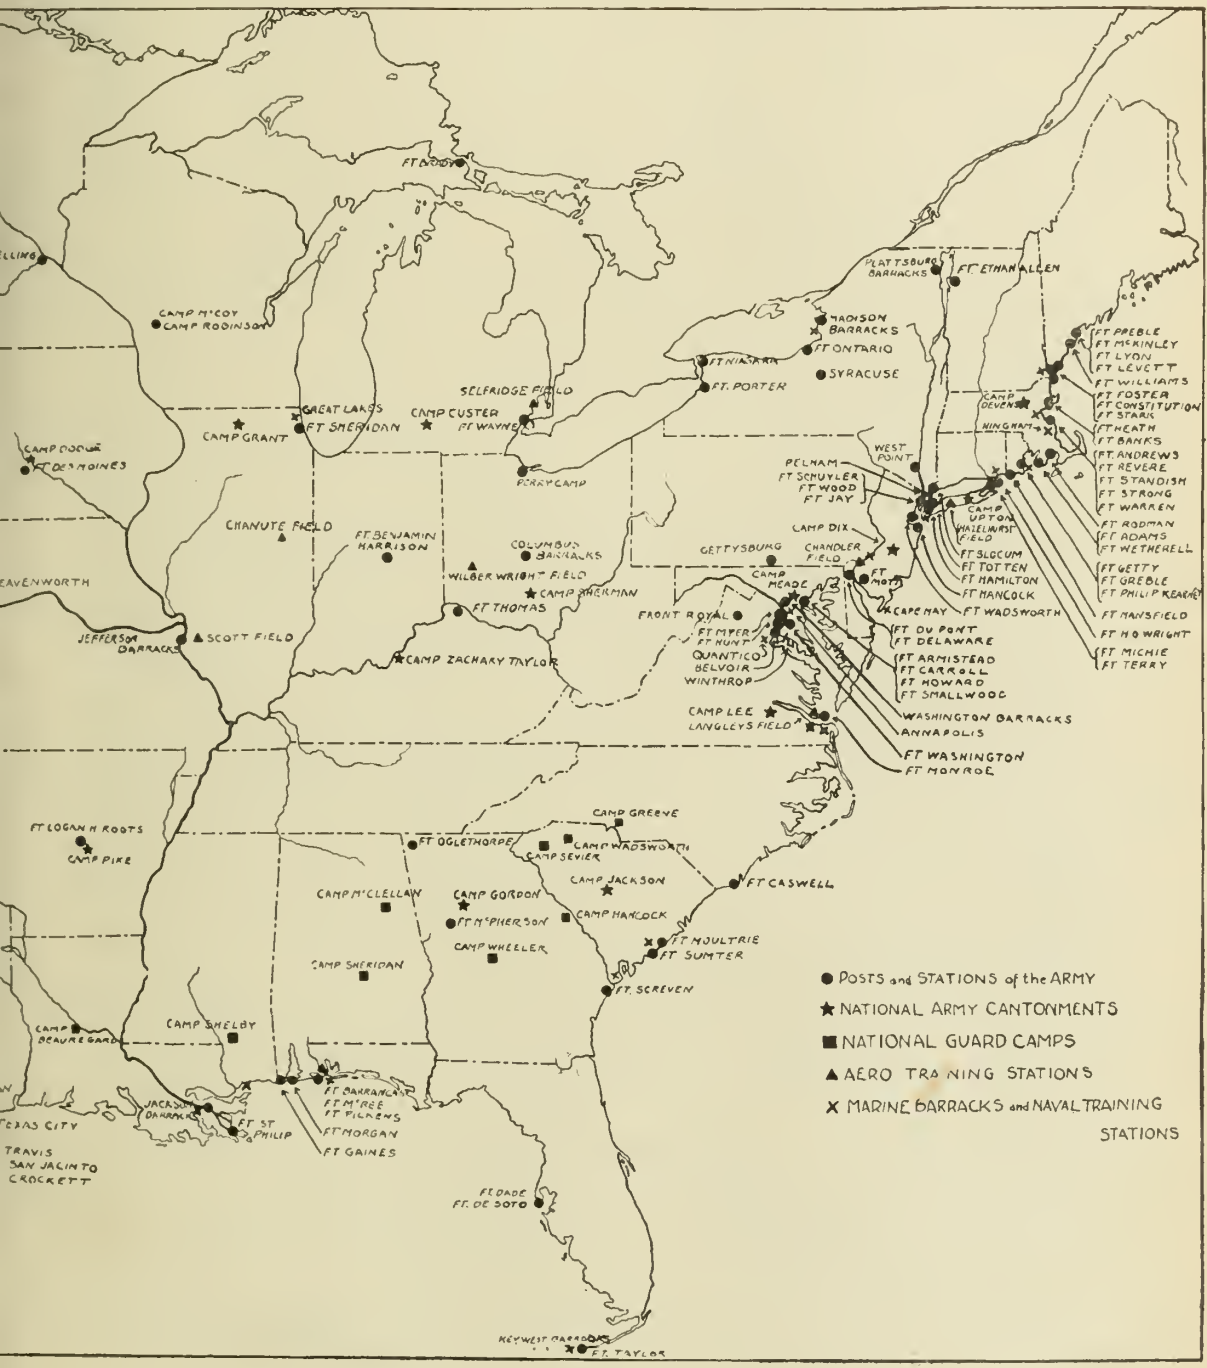 FT BRADY
ELLING
PLATTSBURG
BARRACKS
FT ETHAN ALLEN
CAMP McCOY
CAMP ROBINSON
MADISON
BARRACKS
FT ONTARIO
FT NIAGARA
SYRACUSE
FT. PORTER
FT PREBLE
FT McKINLEY
FT LYON
FT LEVETT
FT WILLIAMS
FT FOSTER
FT CONSTITUTION
FT STARK
FT HEATH
FT BANKS
FT ANDREWS
FT REVERE
FT STANDISH
FT STRONG
FT WARREN
FT RODMAN
FT ADAMS
FT WETHERELL
FT GETTY
FT GREBLE
FT PHILIP KEARNEY
FT MANSFIELD
FT H G WRIGHT
FT MICHIE
FT TERRY
CAMP
DEVENS
HINGHAM
SELFRIDGE FIELD
GREAT LAKES
FT SHERIDAN
CAMP GRANT
CAMP CUSTER
FT WAYNE
CAMP DODGE
FT DES MOINES
PERRY CAMP
WEST
POINT
PELHAM
FT SCHUYLER
FT WOOD
FT JAY
CAMP
UPTON
HAZELHURST
FIELD
FT SLOCUM
FT TOTTEN
FT HAMILTON
FT HANCOCK
FT WADSWORTH
CAMP DIX
CHANDLER
FIELD
FT
MOTT
CAPE MAY
FT DU PONT
FT DELAWARE
FT ARMISTEAD
FT CARROLL
FT HOWARD
FT SMALLWOOD
WASHINGTON BARRACKS
ANNAPOLIS
FT WASHINGTON
FT MONROE
CHANUTE FIELD
FT BENJAMIN
HARRISON
COLUMBUS
BARRACKS
WILBER WRIGHT FIELD
CAMP SHERMAN
GETTYSBURG
CAMP
MEADE
EAVENWORTH
FT THOMAS
FRONT ROYAL
FT MYER
FT HUNT
QUANTICO
BELVOIR
WINTHROP
JEFFERSON
BARRACKS
SCOTT FIELD
CAMP ZACHARY TAYLOR
CAMP LEE
LANGLEYS FIELD
FT LOGAN H ROOTS
CAMP PIKE
FT OGLETHORPE
CAMP GREENE
CAMP WADSWORTH
CAMP SEVIER
CAMP JACKSON
FT CASWELL
CAMP McCLELLAN
CAMP GORDON
FT McPHERSON
CAMP HANCOCK
CAMP WHEELER
FT MOULTRIE
FT SUMTER
CAMP SHERIDAN
FT. SCREVEN
CAMP
BEAUREGARD
CAMP SHELBY
JACKSON
BARRACKS
FT ST
PHILIP
FT BARRANCAS
FT McREE
FT PICKENS
FT MORGAN
FT GAINES
TEXAS CITY
TRAVIS
SAN JACINTO
CROCKETT
FT DADE
FT. DE SOTO
KEY WEST BARRACKS
FT. TAYLOR
POSTS and STATIONS of the ARMY
NATIONAL ARMY CANTONMENTS
NATIONAL GUARD CAMPS
AERO TRAINING STATIONS
MARINE BARRACKS and NAVAL TRAINING
STATIONS